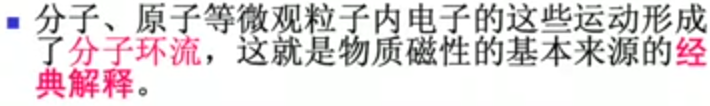 分子、原子等微观粒子内电子的这些运动形成
了分子环流，这就是物质磁性的基本来源的经
典解释。